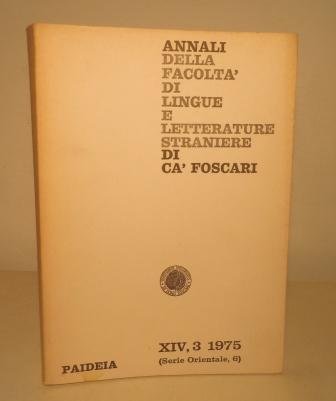 ANNALI
DELLA
FACOLTA'
DI
LINGUE
E
LETTERATURE
STRANIERE
DI
CA' FOSCARI
XIV, 3 1975
(Serie Orientale, 6)
PAIDEIA